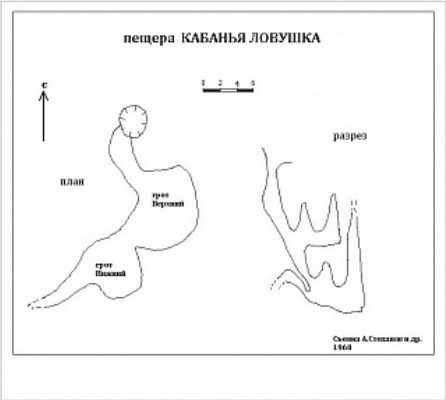 пещера КАБАНЬЯ ЛОВУШКА
с
0 2 4 6
разрез
план
грот
Верхний
грот
Нижний
Съемка А.Степанов и др.
1960